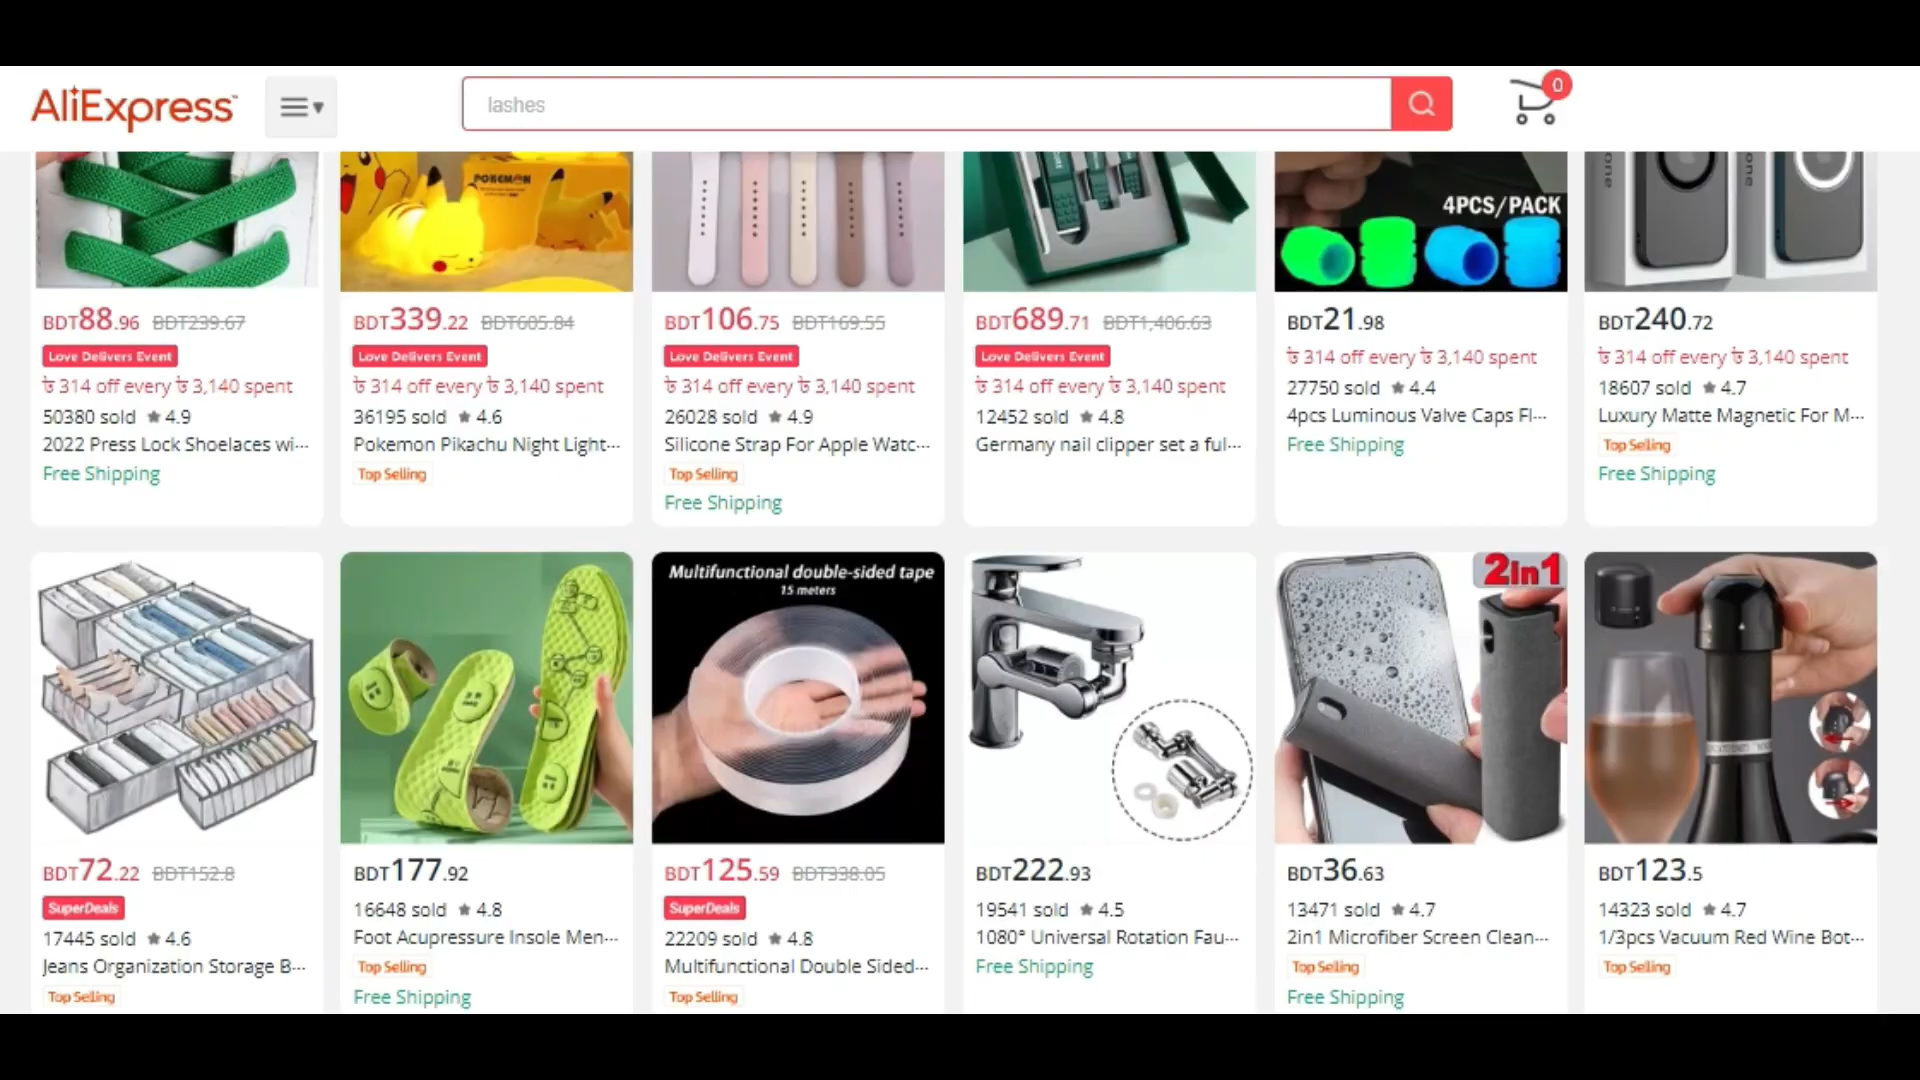 AliExpress
lashes
0
POKEMON
4PCS/PACK
BDT88.96 BDT239.67
Love Delivers Event
৳ 314 off every ৳ 3,140 spent
50380 sold ★ 4.9
2022 Press Lock Shoelaces wi...
Free Shipping
BDT339.22 BDT605.84
Love Delivers Event
৳ 314 off every ৳ 3,140 spent
36195 sold ★ 4.6
Pokemon Pikachu Night Light...
Top Selling
BDT106.75 BDT169.55
Love Delivers Event
৳ 314 off every ৳ 3,140 spent
26028 sold ★ 4.9
Silicone Strap For Apple Watc...
Top Selling
Free Shipping
BDT689.71 BDT1,406.63
Love Delivers Event
৳ 314 off every ৳ 3,140 spent
12452 sold ★ 4.8
Germany nail clipper set a ful...
BDT21.98
৳ 314 off every ৳ 3,140 spent
27750 sold ★ 4.4
4pcs Luminous Valve Caps Fl...
Free Shipping
BDT240.72
৳ 314 off every ৳ 3,140 spent
18607 sold ★ 4.7
Luxury Matte Magnetic For M...
Top Selling
Free Shipping
BDT72.22 BDT152.8
SuperDeals
17445 sold ★ 4.6
Jeans Organization Storage B...
Top Selling
BDT177.92
16648 sold ★ 4.8
Foot Acupressure Insole Men...
Top Selling
Free Shipping
Multifunctional double-sided tape
15 meters
BDT125.59 BDT338.05
SuperDeals
22209 sold ★ 4.8
Multifunctional Double Sided...
Top Selling
BDT222.93
19541 sold ★ 4.5
1080° Universal Rotation Fau...
Free Shipping
2in1
BDT36.63
13471 sold ★ 4.7
2in1 Microfiber Screen Clean...
Top Selling
Free Shipping
BDT123.5
14323 sold ★ 4.7
1/3pcs Vacuum Red Wine Bot...
Top Selling